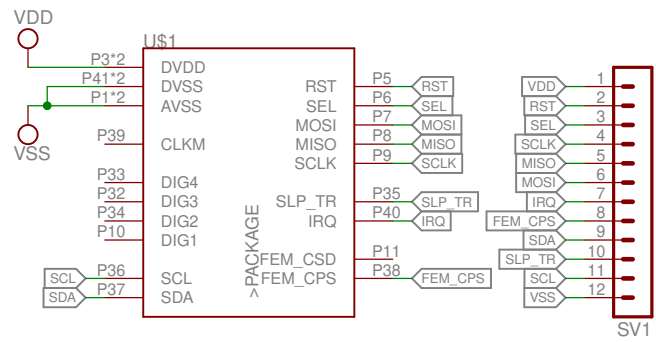 VDD
U$1
P3*2 DVDD
P41*2 DVSS
P1*2 AVSS
VSS
P39 CLKM
P33 DIG4
P32 DIG3
P34 DIG2
P10 DIG1
SCL P36 SCL
SDA P37 SDA
>PACKAGE
RST P5 RST
SEL P6 SEL
MOSI P7 MOSI
MISO P8 MISO
SCLK P9 SCLK
SLP_TR P35 SLP_TR
IRQ P40 IRQ
FEM_CSD P11
FEM_CPS P38 FEM_CPS
VDD 1
RST 2
SEL 3
SCLK 4
MISO 5
MOSI 6
IRQ 7
FEM_CPS 8
SDA 9
SLP_TR 10
SCL 11
VSS 12
SV1